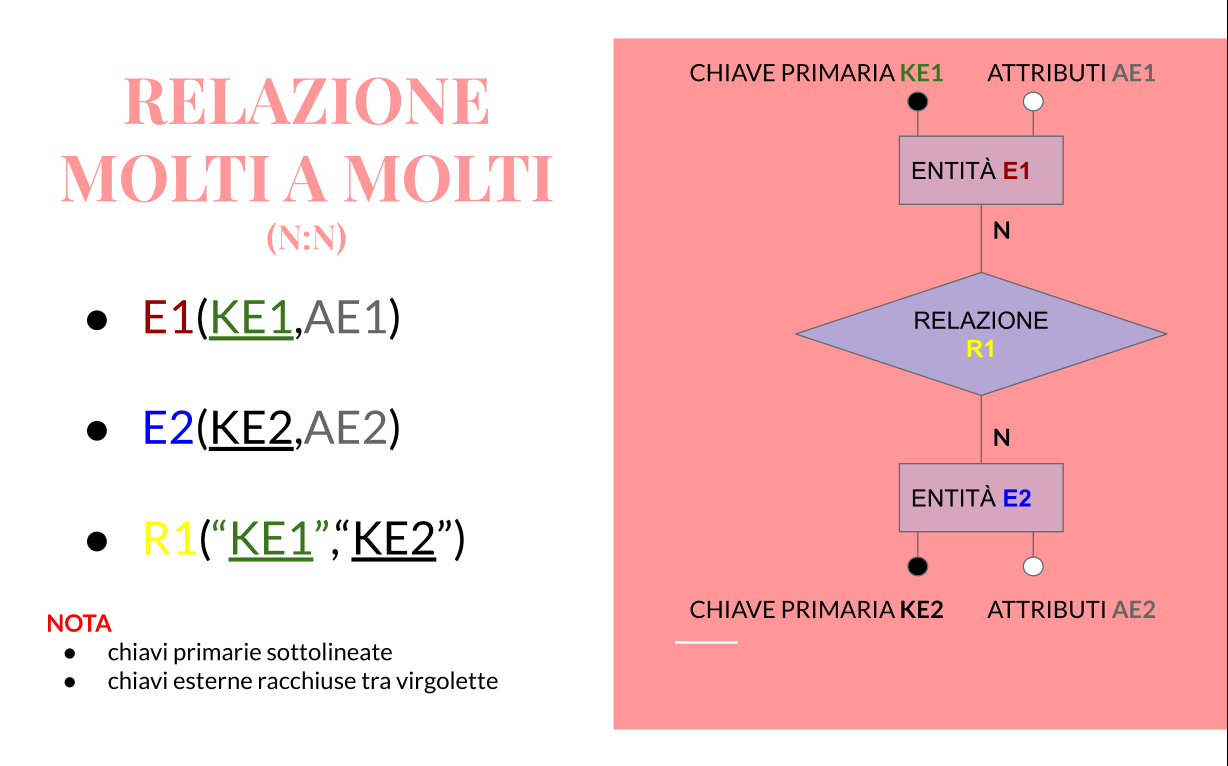 RELAZIONE
MOLTI A MOLTI
(N:N)
● E1(KE1,AE1)
● E2(KE2,AE2)
● R1(“KE1”,“KE2”)
NOTA
● chiavi primarie sottolineate
● chiavi esterne racchiuse tra virgolette
CHIAVE PRIMARIA KE1 ATTRIBUTI AE1
ENTITÀ E1
N
RELAZIONE
R1
N
ENTITÀ E2
CHIAVE PRIMARIA KE2 ATTRIBUTI AE2